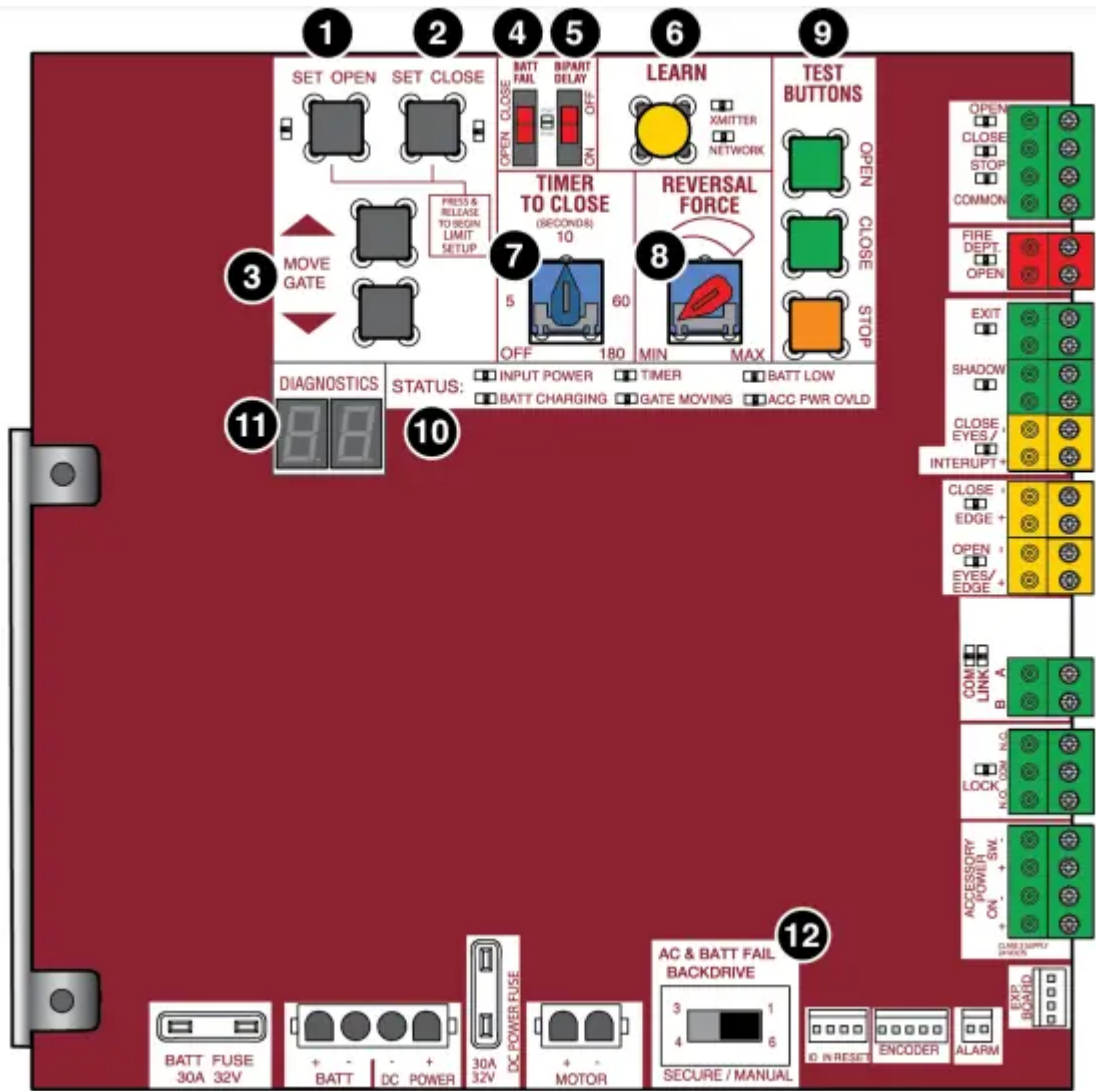 1
2
4
5
6
9
SET OPEN
SET CLOSE
BATT
FAIL
OPEN CLOSE
BIPART
DELAY
OFF
ON
LEARN
XMITTER
NETWORK
TEST
BUTTONS
OPEN
CLOSE
STOP
PRESS &
RELEASE
TO BEGIN
LIMIT
SETUP
3
MOVE
GATE
7
TIMER
TO CLOSE
(SECONDS)
10
5
60
OFF
180
8
REVERSAL
FORCE
MIN
MAX
11
DIAGNOSTICS
10
STATUS:
INPUT POWER
TIMER
BATT LOW
BATT CHARGING
GATE MOVING
ACC PWR OVLD
OPEN
CLOSE
STOP
COMMON
FIRE
DEPT.
OPEN
EXIT
SHADOW
CLOSE -
EYES /
INTERUPT +
CLOSE -
EDGE +
OPEN -
EYES/
EDGE +
COM
LINK
A
B
N.C.
COM
N.O.
LOCK
ACCESSORY
POWER
SW.
ON
-
+
-
+
EXP.
BOARD
12
AC & BATT FAIL
BACKDRIVE
3
1
4
6
SECURE / MANUAL
BATT FUSE
30A 32V
+ - - +
BATT
DC POWER
30A
32V
DC POWER FUSE
+ -
MOTOR
RESET
ENCODER
ALARM